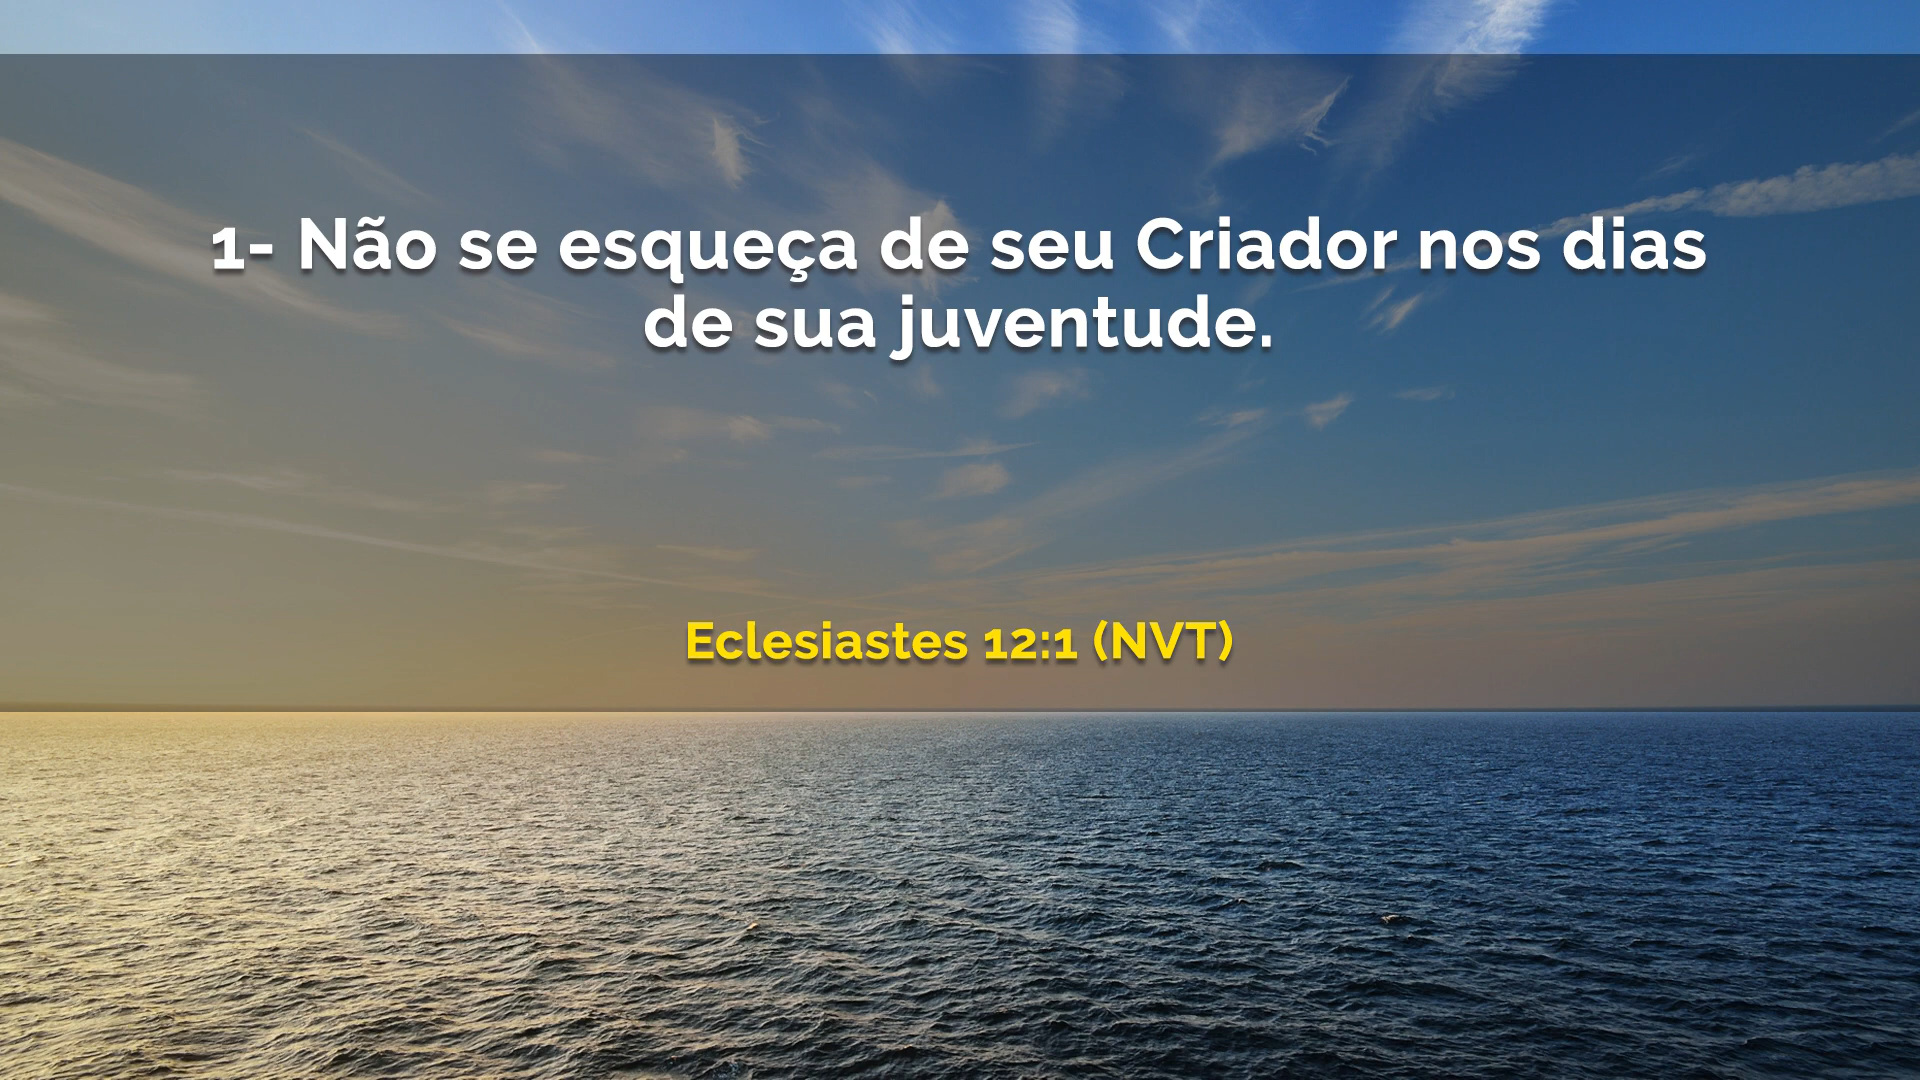 1- Não se esqueça de seu Criador nos dias
de sua juventude.
Eclesiastes 12:1 (NVT)